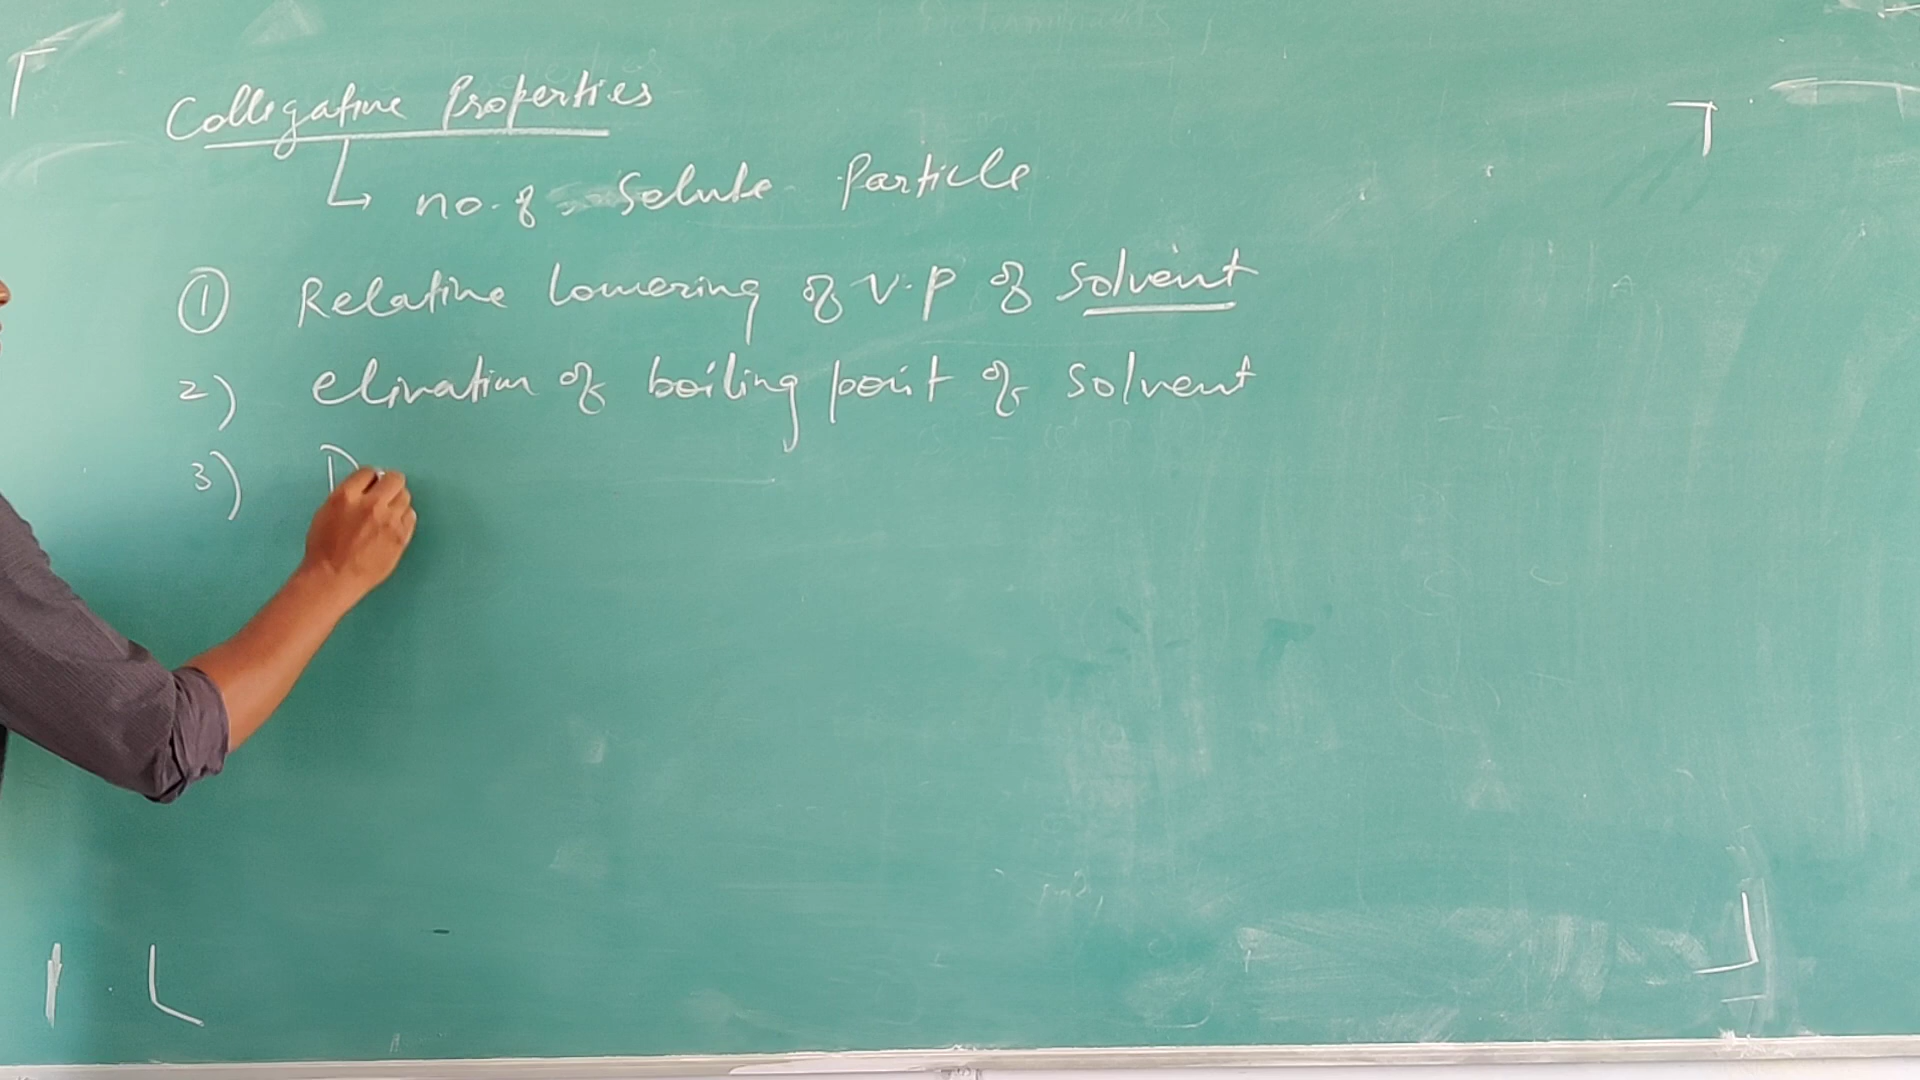 Colligative Properties
↳ no. of solute Particle
① Relative lowering of v.p of solvent
2) elivation of boiling point of solvent
3) D